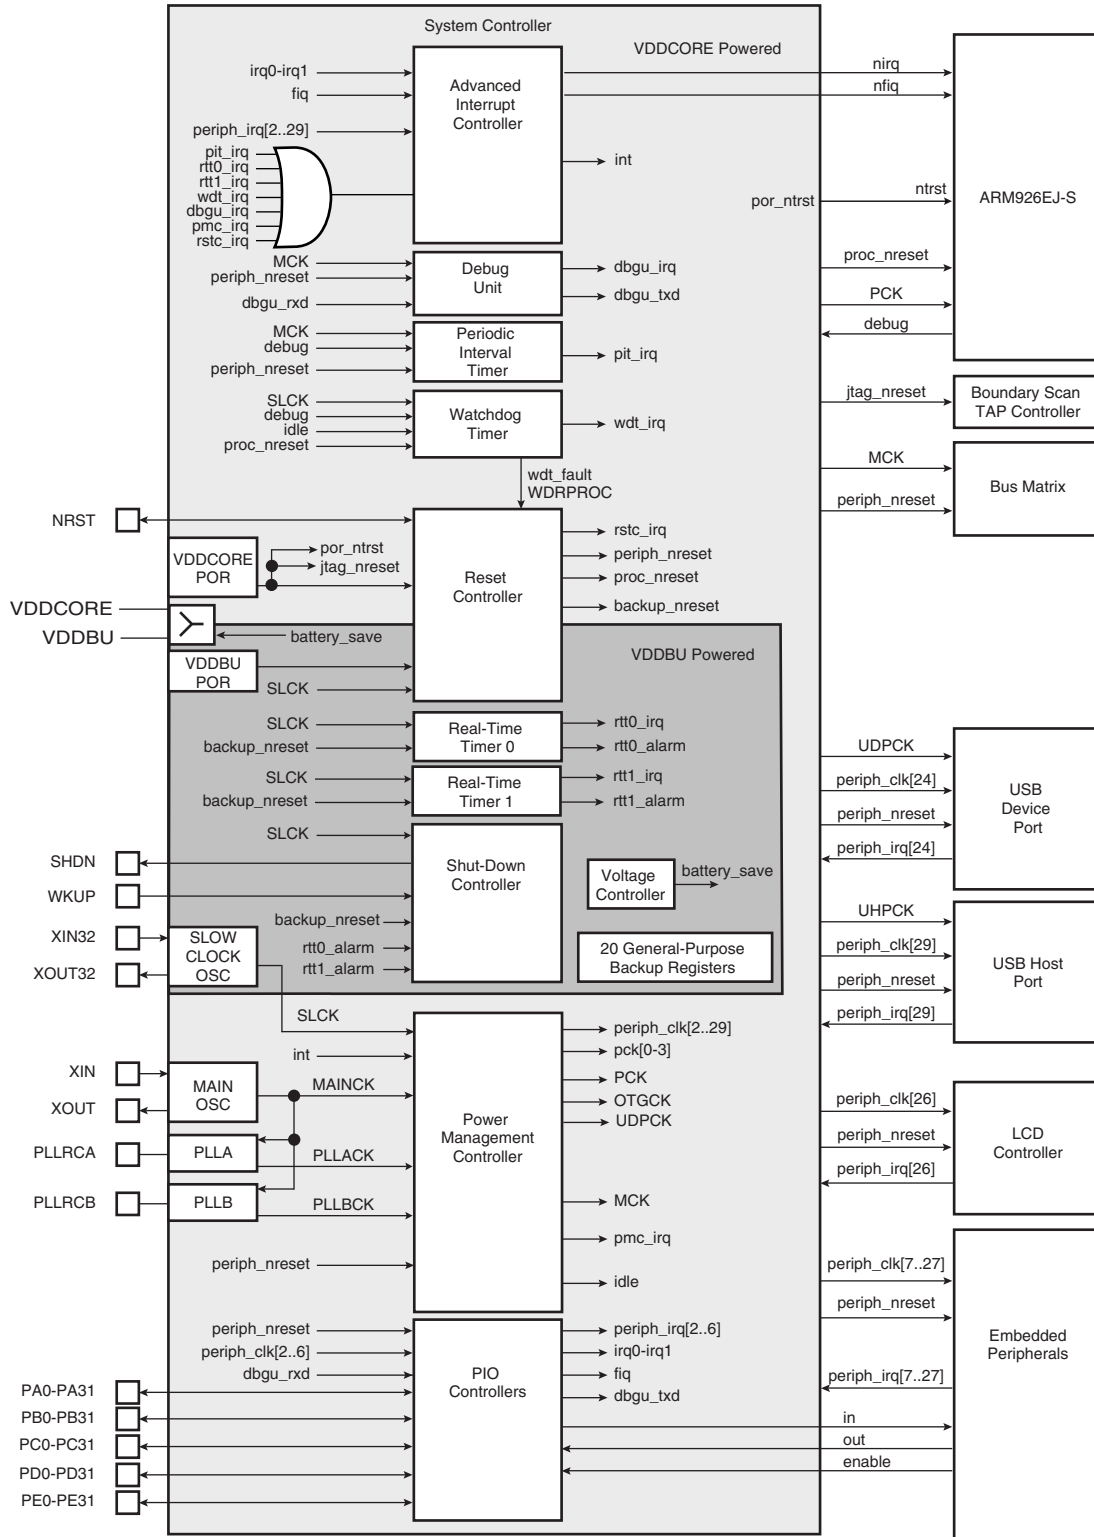 System Controller
VDDCORE Powered
irq0-irq1
fiq
periph_irq[2..29]
pit_irq
rtt0_irq
rtt1_irq
wdt_irq
dbgu_irq
pmc_irq
rstc_irq
Advanced
Interrupt
Controller
int
nirq
nfiq
por_ntrst
ntrst
ARM926EJ-S
proc_nreset
PCK
debug
MCK
periph_nreset
dbgu_rxd
Debug
Unit
dbgu_irq
dbgu_txd
MCK
debug
periph_nreset
Periodic
Interval
Timer
pit_irq
SLCK
debug
idle
proc_nreset
Watchdog
Timer
wdt_irq
jtag_nreset
Boundary Scan
TAP Controller
MCK
periph_nreset
Bus Matrix
wdt_fault
WDRPROC
NRST
VDDCORE
POR
por_ntrst
jtag_nreset
Reset
Controller
rstc_irq
periph_nreset
proc_nreset
backup_nreset
VDDCORE
VDDBU
battery_save
VDDBU Powered
VDDBU
POR
SLCK
SLCK
backup_nreset
Real-Time
Timer 0
rtt0_irq
rtt0_alarm
SLCK
backup_nreset
Real-Time
Timer 1
rtt1_irq
rtt1_alarm
UDPCK
periph_clk[24]
periph_nreset
periph_irq[24]
USB
Device
Port
SLCK
SHDN
WKUP
backup_nreset
rtt0_alarm
rtt1_alarm
Shut-Down
Controller
Voltage
Controller
battery_save
20 General-Purpose
Backup Registers
XIN32
XOUT32
SLOW
CLOCK
OSC
UHPCK
periph_clk[29]
periph_nreset
periph_irq[29]
USB Host
Port
SLCK
int
XIN
XOUT
MAIN
OSC
MAINCK
PLLRCA
PLLA
PLLACK
PLLRCB
PLLB
PLLBCK
periph_nreset
Power
Management
Controller
periph_clk[2..29]
pck[0-3]
PCK
OTGCK
UDPCK
MCK
pmc_irq
idle
periph_clk[26]
periph_nreset
periph_irq[26]
LCD
Controller
periph_nreset
periph_clk[2..6]
dbgu_rxd
PA0-PA31
PB0-PB31
PC0-PC31
PD0-PD31
PE0-PE31
PIO
Controllers
periph_irq[2..6]
irq0-irq1
fiq
dbgu_txd
periph_clk[7..27]
periph_nreset
periph_irq[7..27]
in
out
enable
Embedded
Peripherals